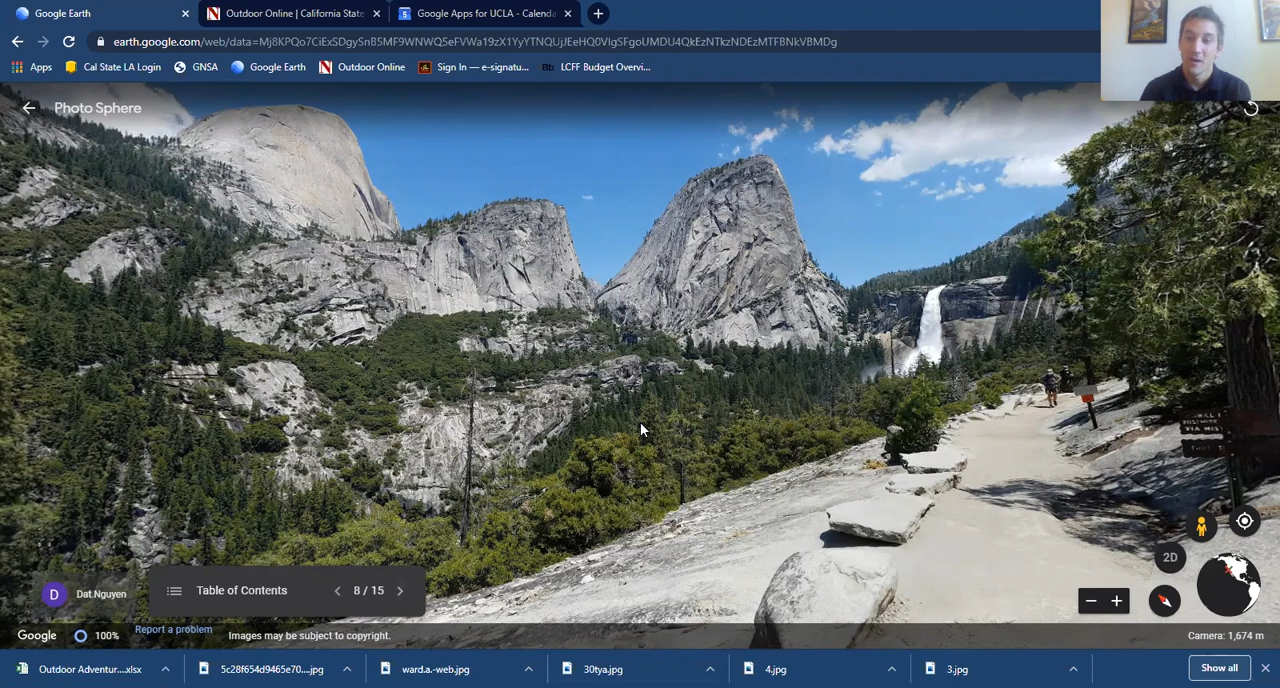 Google Earth
Outdoor Online | California State
Google Apps for UCLA - Calenda
earth.google.com/web/data=Mj8KPQo7CiExSDgySnB5MF9WNWQ5eFVWa19zX1YyYTNQUjJEeHQ0VlgSFgoUMDU4QkEzNTkzNDEzMTFBNkVBMDg
Apps
Cal State LA Login
GNSA
Google Earth
Outdoor Online
Sign In — e-signatu...
Bb
LCFF Budget Overvi...
Photo Sphere
2D
D
Dat Nguyen
Table of Contents
8 / 15
Google
100%
Report a problem
Images may be subject to copyright.
Camera: 1,674 m
Outdoor Adventur....xlsx
5c28f654d9465e70....jpg
ward.a.-web.jpg
30tya.jpg
4.jpg
3.jpg
Show all